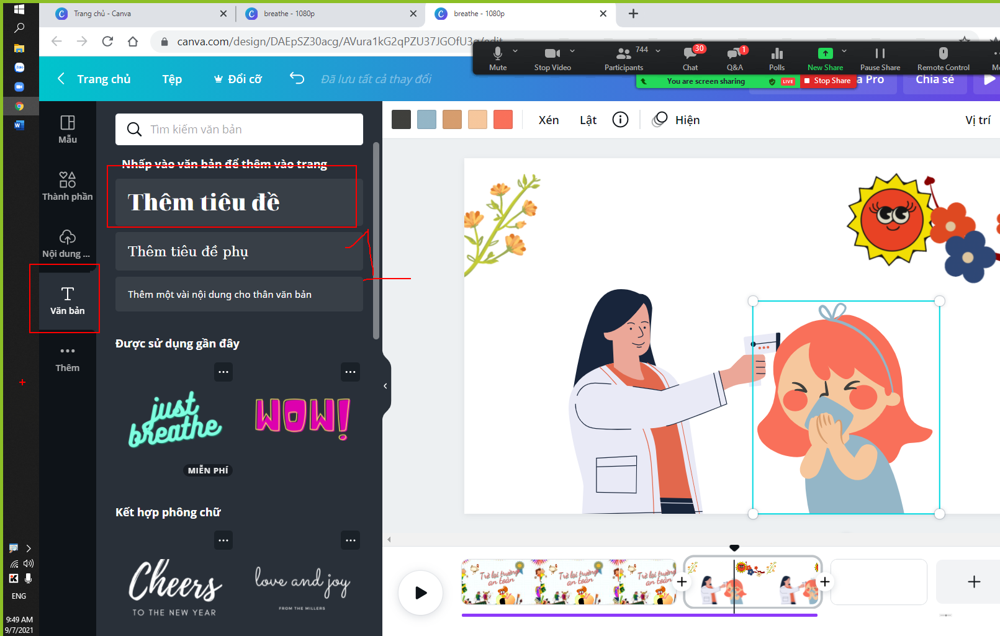 Trang chủ - Canva
breathe - 1080p
breathe - 1080p
canva.com/design/DAEpSZ30acg/AVura1kG2qPZU37JGOfU3g/edit
Mute
Stop Video
744
Participants
30
Chat
1
Q&A
Polls
New Share
Pause Share
Remote Control
You are screen sharing
LIVE
Stop Share
Trang chủ
Tệp
Đổi cỡ
Đã lưu tất cả thay đổi
a Pro
Chia sẻ
Mẫu
Thành phần
Nội dung ...
Văn bản
Thêm
Tìm kiếm văn bản
Nhấp vào văn bản để thêm vào trang
Thêm tiêu đề
Thêm tiêu đề phụ
Thêm một vài nội dung cho thân văn bản
Được sử dụng gần đây
just
breathe
WOW!
MIỄN PHÍ
Kết hợp phông chữ
Cheers
TO THE NEW YEAR
love and joy
FROM THE MILLERS
Xén
Lật
Hiện
Vị trí
Trở lại trường
an toàn
Trở lại trường
an toàn
Trở lại trường
an toàn
ENG
9:49 AM
9/7/2021